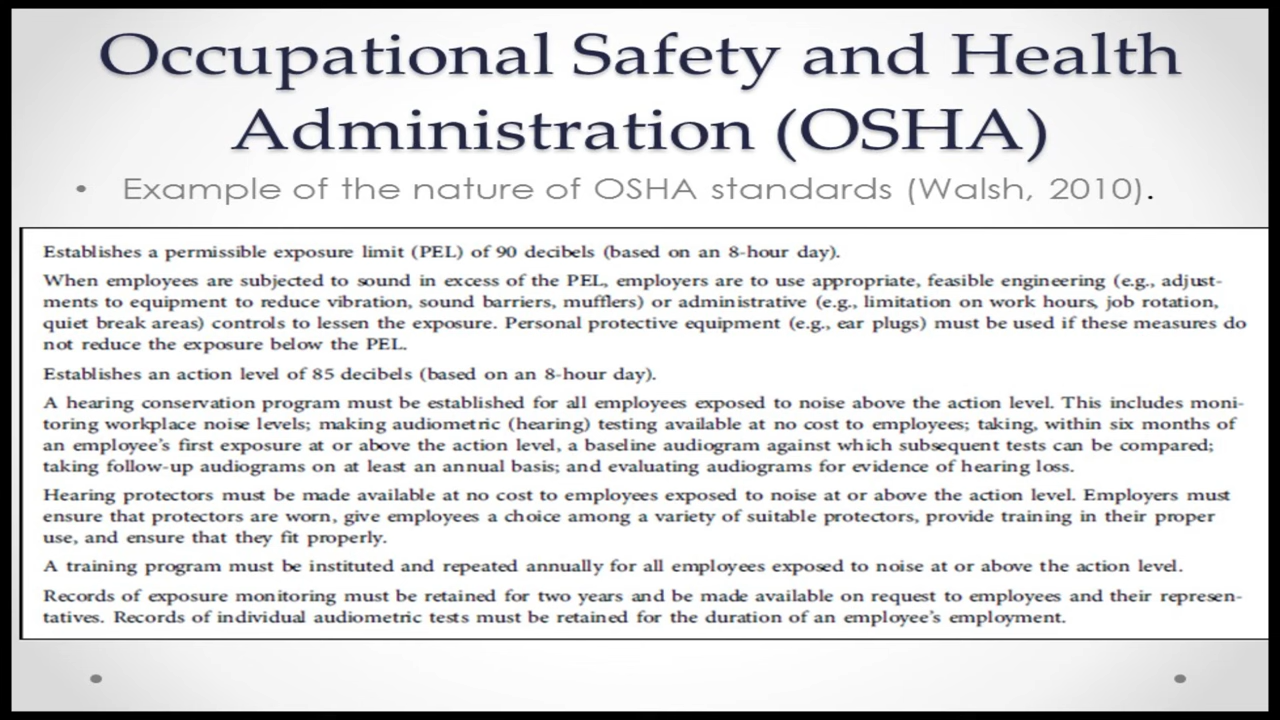 Occupational Safety and Health
Administration (OSHA)
• Example of the nature of OSHA standards (Walsh, 2010).
Establishes a permissible exposure limit (PEL) of 90 decibels (based on an 8-hour day).
When employees are subjected to sound in excess of the PEL, employers are to use appropriate, feasible engineering (e.g., adjust-
ments to equipment to reduce vibration, sound barriers, mufflers) or administrative (e.g., limitation on work hours, job rotation,
quiet break areas) controls to lessen the exposure. Personal protective equipment (e.g., ear plugs) must be used if these measures do
not reduce the exposure below the PEL.
Establishes an action level of 85 decibels (based on an 8-hour day).
A hearing conservation program must be established for all employees exposed to noise above the action level. This includes moni-
toring workplace noise levels; making audiometric (hearing) testing available at no cost to employees; taking, within six months of
an employee's first exposure at or above the action level, a baseline audiogram against which subsequent tests can be compared;
taking follow-up audiograms on at least an annual basis; and evaluating audiograms for evidence of hearing loss.
Hearing protectors must be made available at no cost to employees exposed to noise at or above the action level. Employers must
ensure that protectors are worn, give employees a choice among a variety of suitable protectors, provide training in their proper
use, and ensure that they fit properly.
A training program must be instituted and repeated annually for all employees exposed to noise at or above the action level.
Records of exposure monitoring must be retained for two years and be made available on request to employees and their represen-
tatives. Records of individual audiometric tests must be retained for the duration of an employee's employment.